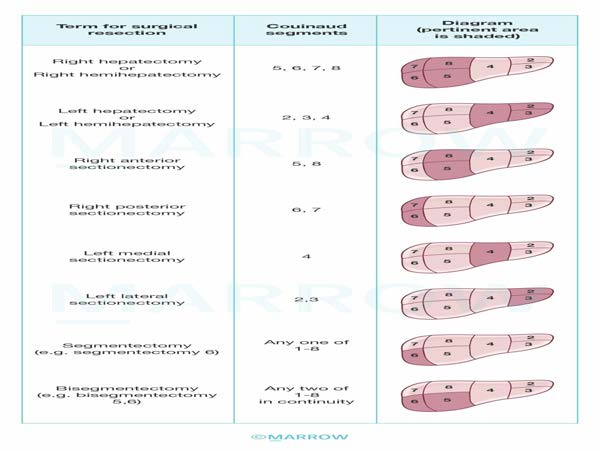 Term for surgical
resection
Couinaud
segments
Diagram
(pertinent area
is shaded)
Right hepatectomy
or
Right hemihepatectomy
5, 6, 7, 8
7 8 4 2
6 5 3
Left hepatectomy
or
Left hemihepatectomy
2, 3, 4
7 8 4 2
6 5 3
MARROW
Right anterior
sectionectomy
5, 8
7 8 4 2
6 5 3
Right posterior
sectionectomy
6, 7
7 8 4 2
6 5 3
Left medial
sectionectomy
4
7 8 4 2
6 5 3
Left lateral
sectionectomy
2,3
7 8 4 2
6 5 3
MARROW
Segmentectomy
(e.g. segmentectomy 6)
Any one of
1-8
7 8 4 2
6 5 3
Bisegmentectomy
(e.g. bisegmentectomy
5,6)
Any two of
1-8
in continuity
7 8 4 2
6 5 3
©MARROW